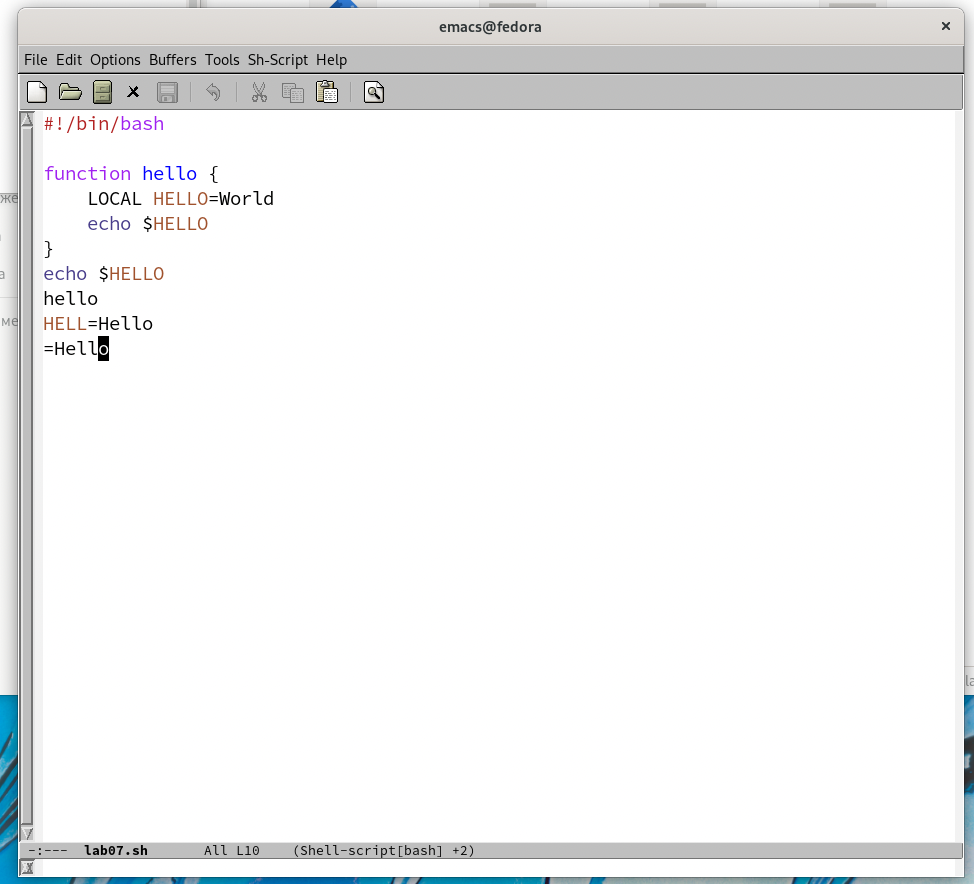 emacs@fedora
File Edit Options Buffers Tools Sh-Script Help
#!/bin/bash
function hello {
    LOCAL HELLO=World
    echo $HELLO
}
echo $HELLO
hello
HELL=Hello
=Hello
-:--- lab07.sh All L10 (Shell-script[bash] +2)